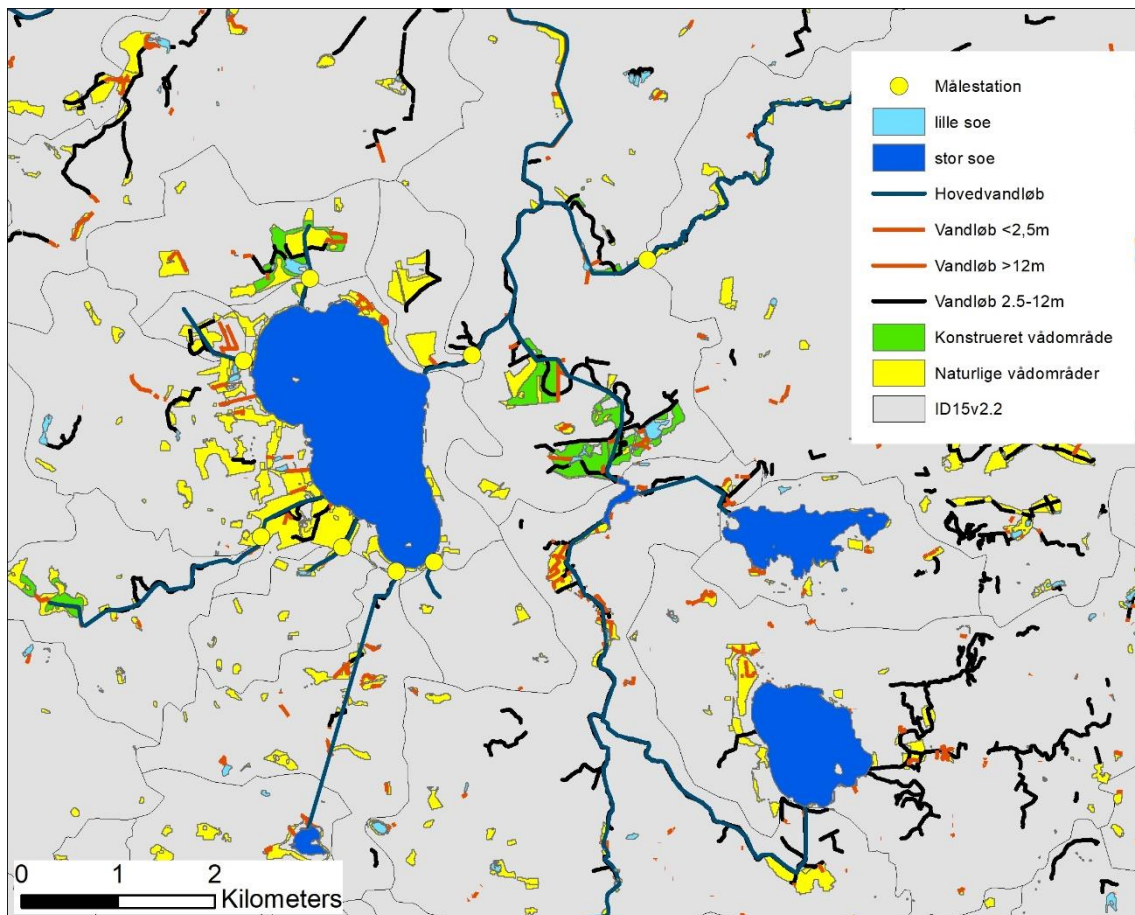 Målestation
lille soe
stor soe
Hovedvandløb
Vandløb <2,5m
Vandløb >12m
Vandløb 2.5-12m
Konstrueret vådområde
Naturlige vådområder
ID15v2.2
0 1 2
Kilometers